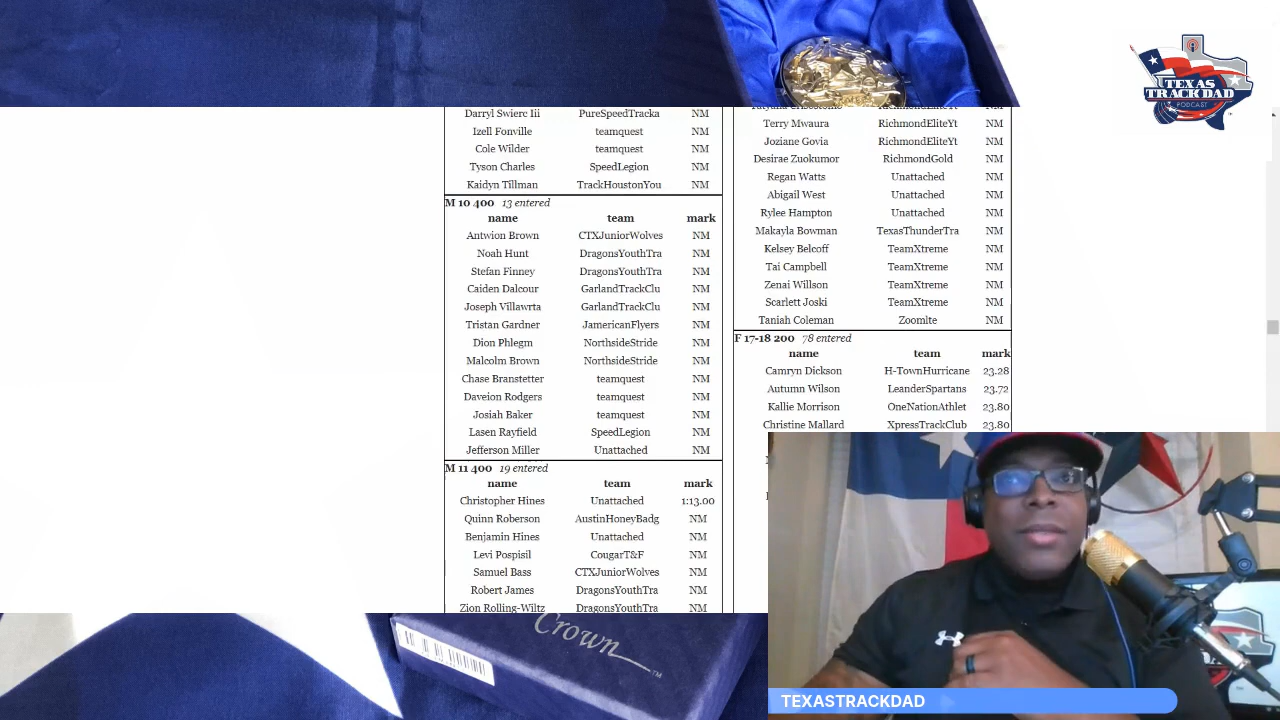 TEXAS
TRACK DAD
PODCAST
Darryl Swierc Iii PureSpeedTracka NM
Izell Fonville teamquest NM
Cole Wilder teamquest NM
Tyson Charles SpeedLegion NM
Kaidyn Tillman TrackHoustonYou NM
M 10 400 13 entered
name team mark
Antwion Brown CTXJuniorWolves NM
Noah Hunt DragonsYouthTra NM
Stefan Finney DragonsYouthTra NM
Caiden Dalcour GarlandTrackClu NM
Joseph Villawrta GarlandTrackClu NM
Tristan Gardner JamericanFlyers NM
Dion Phlegm NorthsideStride NM
Malcolm Brown NorthsideStride NM
Chase Branstetter teamquest NM
Daveion Rodgers teamquest NM
Josiah Baker teamquest NM
Lasen Rayfield SpeedLegion NM
Jefferson Miller Unattached NM
M 11 400 19 entered
name team mark
Christopher Hines Unattached 1:13.00
Quinn Roberson AustinHoneyBadg NM
Benjamin Hines Unattached NM
Levi Pospisil CougarT&F NM
Samuel Bass CTXJuniorWolves NM
Robert James DragonsYouthTra NM
Zion Rolling-Wiltz DragonsYouthTra NM
RichmondEliteYt NM
Terry Mwaura RichmondEliteYt NM
Joziane Govia RichmondEliteYt NM
Desirae Zuokumor RichmondGold NM
Regan Watts Unattached NM
Abigail West Unattached NM
Rylee Hampton Unattached NM
Makayla Bowman TexasThunderTra NM
Kelsey Belcoff TeamXtreme NM
Tai Campbell TeamXtreme NM
Zenai Willson TeamXtreme NM
Scarlett Joski TeamXtreme NM
Taniah Coleman Zoomlte NM
F 17-18 200 78 entered
name team mark
Camryn Dickson H-TownHurricane 23.28
Autumn Wilson LeanderSpartans 23.72
Kallie Morrison OneNationAthlet 23.80
Christine Mallard XpressTrackClub 23.80
Crown
TM
TEXASTRACKDAD